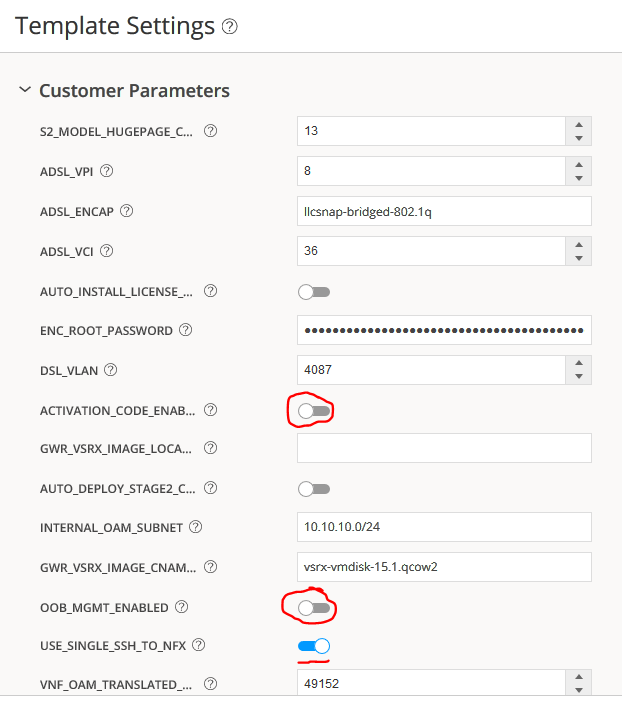 Template Settings
Customer Parameters
S2_MODEL_HUGEPAGE_C... 13
ADSL_VPI 8
ADSL_ENCAP llcsnap-bridged-802.1q
ADSL_VCI 36
AUTO_INSTALL_LICENSE_...
ENC_ROOT_PASSWORD
DSL_VLAN 4087
ACTIVATION_CODE_ENAB...
GWR_VSRX_IMAGE_LOCA...
AUTO_DEPLOY_STAGE2_C...
INTERNAL_OAM_SUBNET 10.10.10.0/24
GWR_VSRX_IMAGE_CNAM... vsrx-vmdisk-15.1.qcow2
OOB_MGMT_ENABLED
USE_SINGLE_SSH_TO_NFX
VNF_OAM_TRANSLATED_... 49152